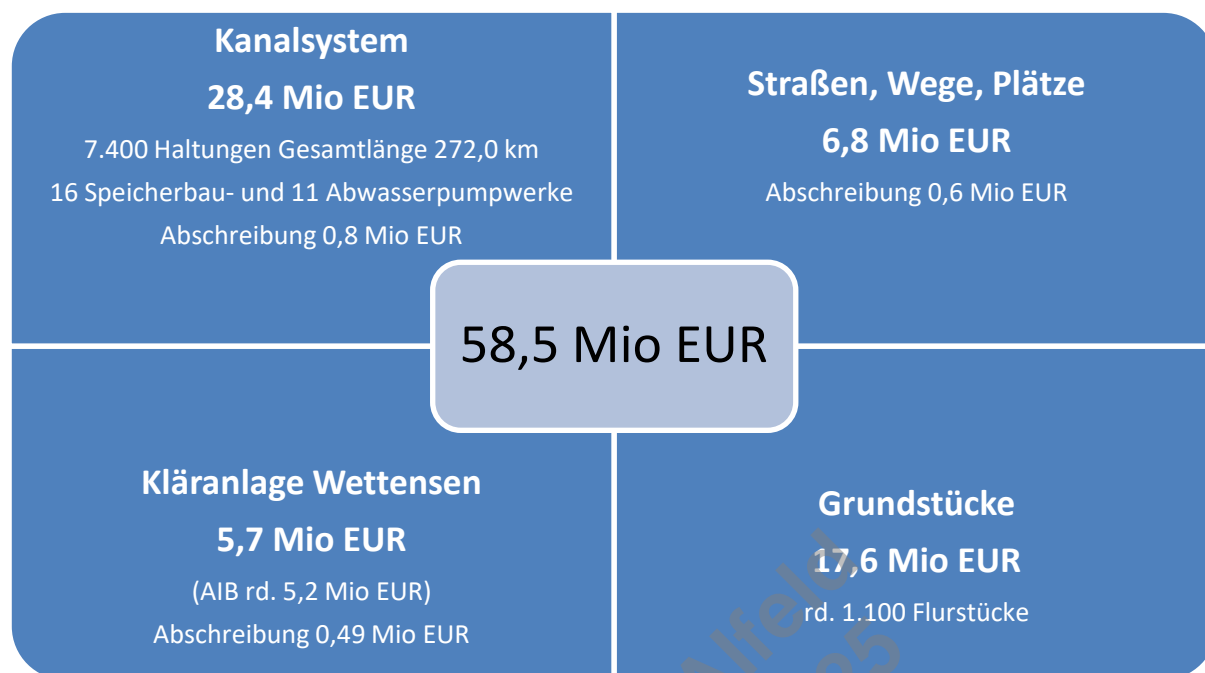 Kanalsystem
28,4 Mio EUR
7.400 Haltungen Gesamtlänge 272,0 km
16 Speicherbau- und 11 Abwasserpumpwerke
Abschreibung 0,8 Mio EUR
Straßen, Wege, Plätze
6,8 Mio EUR
Abschreibung 0,6 Mio EUR
58,5 Mio EUR
Kläranlage Wettensen
5,7 Mio EUR
(AIB rd. 5,2 Mio EUR)
Abschreibung 0,49 Mio EUR
Grundstücke
17,6 Mio EUR
rd. 1.100 Flurstücke
Alfeld